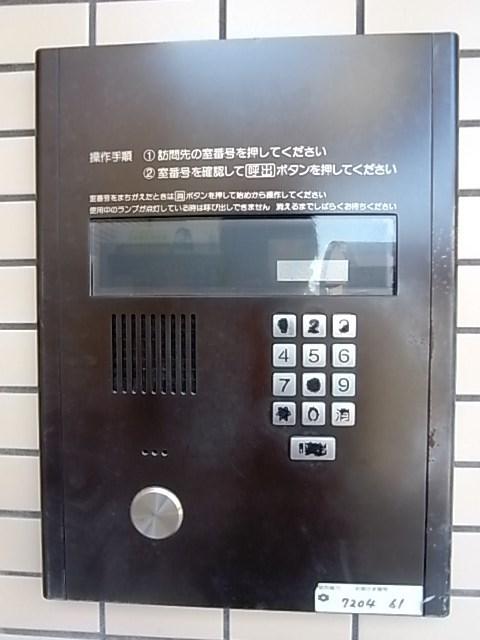 操作手順 ①訪問先の室番号を押してください
②室番号を確認して呼出ボタンを押してください
室番号をまちがえたときは消ボタンを押して始めから操作してください
使用中のランプが点灯している時は呼び出しできません 消えるまでしばらくお待ちください
1 2 3
4 5 6
7 9
0 消
7204 61